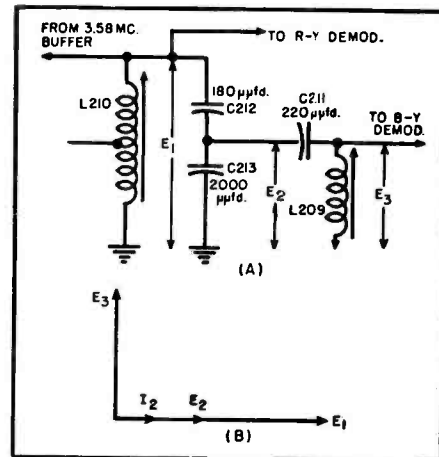 FROM 3.58 MC.
BUFFER
TO R-Y DEMOD.
L210
180 µµfd.
C212
C211
220 µµfd.
TO B-Y
DEMOD.
E1
C213
2000
µµfd.
E2
L209
E3
(A)
E3
I2
E2
E1
(B)